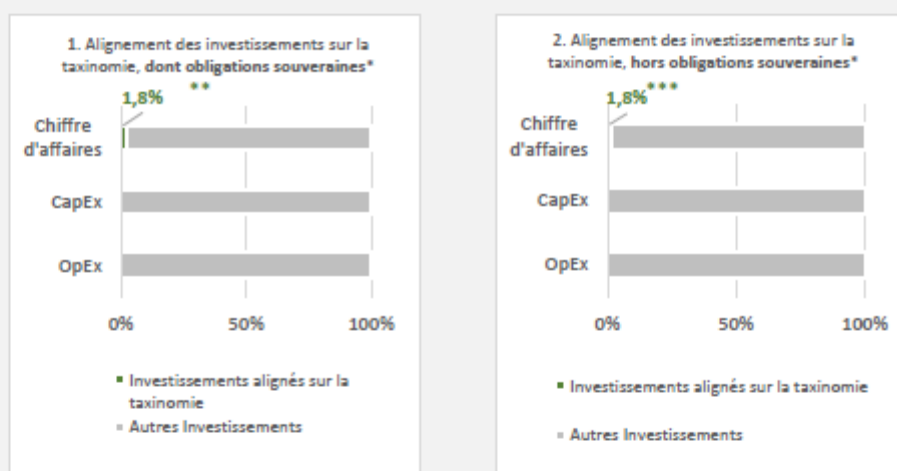 1. Alignement des investissements sur la
taxinomie, dont obligations souveraines*
**
1,8%
Chiffre
d'affaires
CapEx
OpEx
0% 50% 100%
Investissements alignés sur la
taxinomie
Autres Investissements
2. Alignement des investissements sur la
taxinomie, hors obligations souveraines*
1,8%***
Chiffre
d'affaires
CapEx
OpEx
0% 50% 100%
Investissements alignés sur la taxinomie
Autres Investissements